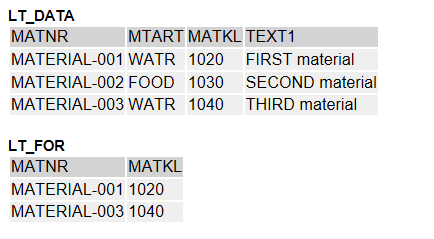 LT_DATA
MATNR MTART MATKL TEXT1
MATERIAL-001 WATR 1020 FIRST material
MATERIAL-002 FOOD 1030 SECOND material
MATERIAL-003 WATR 1040 THIRD material
LT_FOR
MATNR MATKL
MATERIAL-001 1020
MATERIAL-003 1040